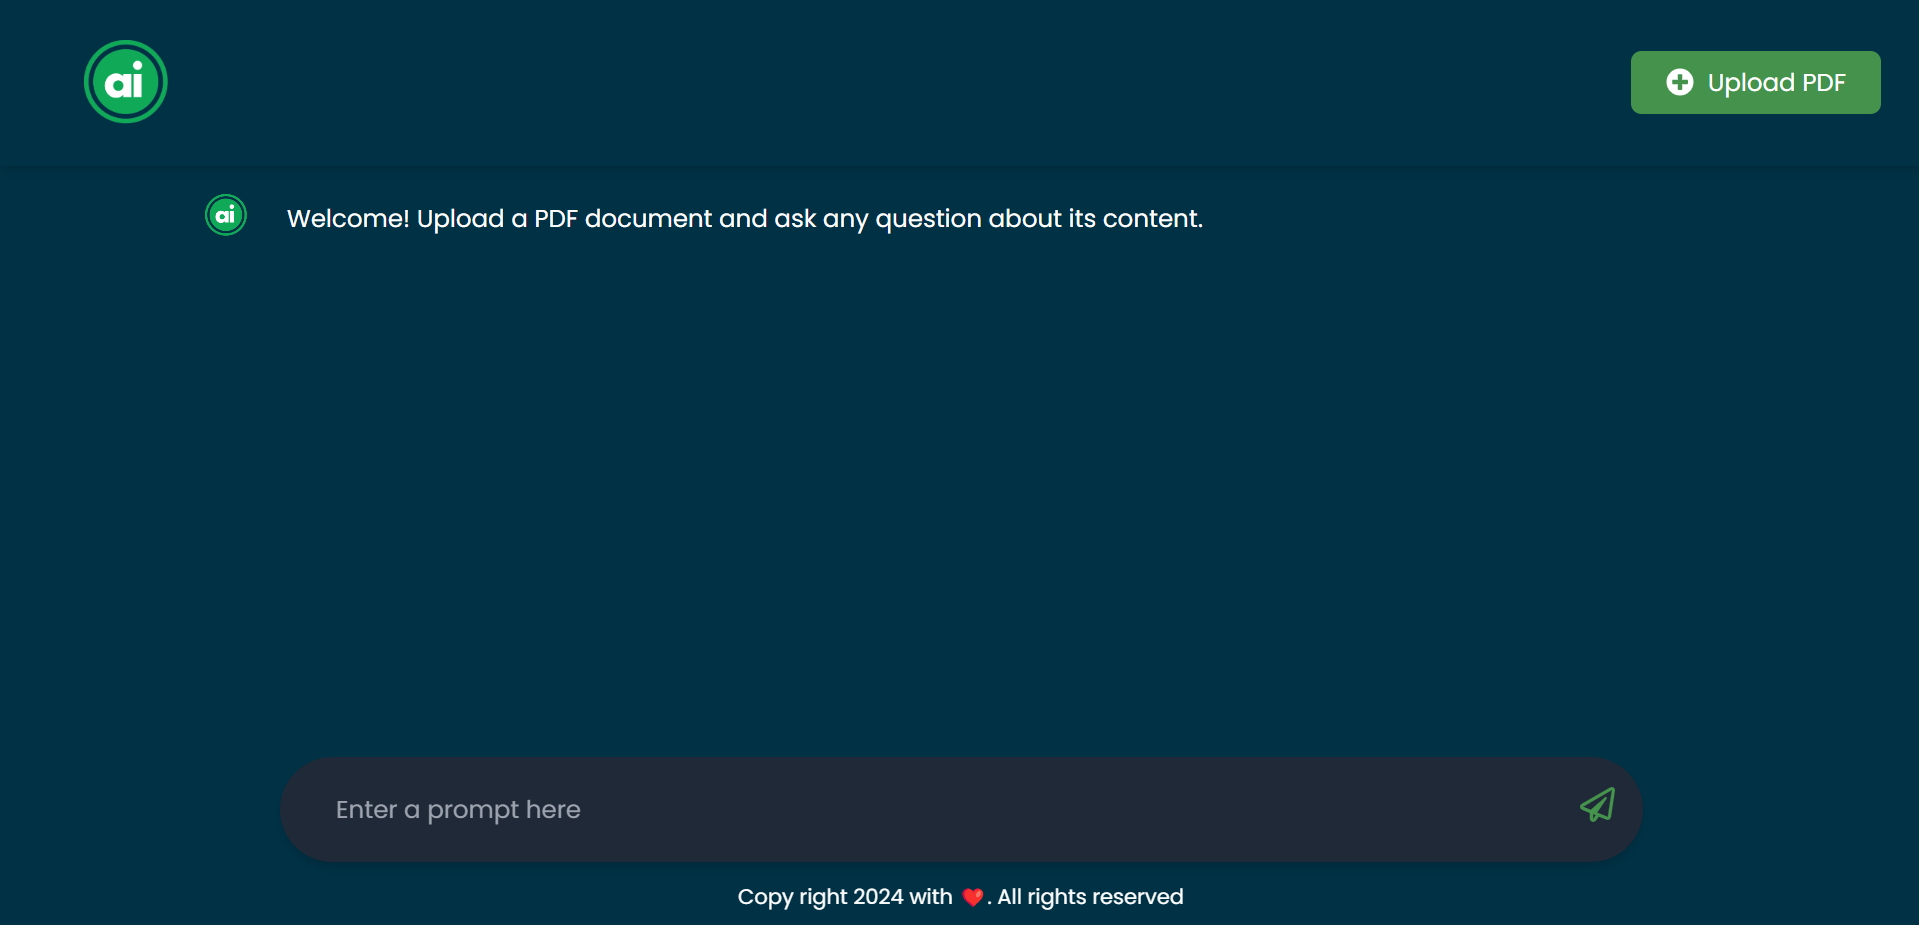 ai
Upload PDF
ai
Welcome! Upload a PDF document and ask any question about its content.
Enter a prompt here
Copy right 2024 with ❤️. All rights reserved